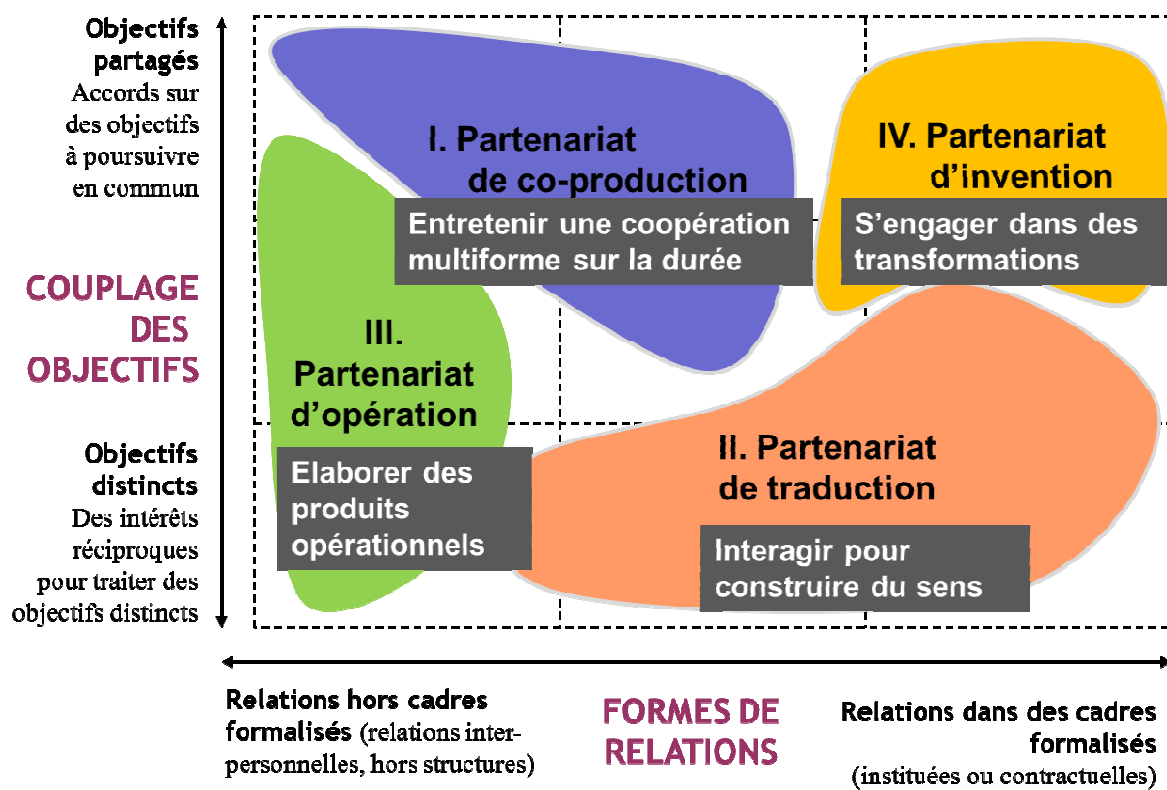 Objectifs
partagés
Accords sur
des objectifs
à poursuivre
en commun
COUPLAGE
DES
OBJECTIFS
Objectifs
distincts
Des intérêts
réciproques
pour traiter des
objectifs distincts
I. Partenariat
de co-production
Entretenir une coopération
multiforme sur la durée
IV. Partenariat
d’invention
S’engager dans des
transformations
III.
Partenariat
d’opération
Elaborer des
produits
opérationnels
II. Partenariat
de traduction
Interagir pour
construire du sens
Relations hors cadres
formalisés (relations inter-
personnelles, hors structures)
FORMES DE
RELATIONS
Relations dans des cadres
formalisés
(instituées ou contractuelles)